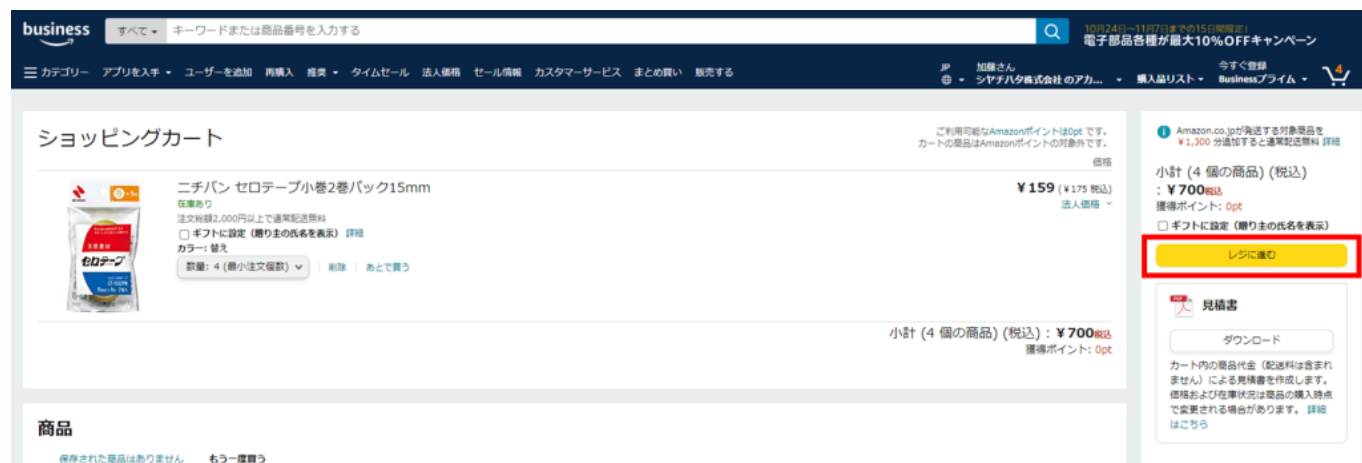 business
すべて
キーワードまたは商品番号を入力する
10月24日~11月7日までの15日間限定!
電子部品各種が最大10%OFFキャンペーン
カテゴリー アプリを入手 ユーザーを追加 再購入 種類 タイムセール 法人価格 セール情報 カスタマーサービス まとめ買い 販売する
JP
加藤さん
シヤチハタ株式会社 のアカ...
購入品リスト
今すぐ登録
Businessプライム
4
ショッピングカート
ご利用可能なAmazonポイントは0pt です。
カートの商品はAmazonポイントの対象外です。
価格
ニチバン セロテープ小巻2巻パック15mm
¥159 (¥175 税込)
在庫あり
法人価格
注文総額2,000円以上で通常配送無料
ギフトに設定 (贈り主の氏名を表示) 詳細
カラー: 替え
数量: 4 (最小注文個数)
削除
あとで買う
セロテープ
小計 (4 個の商品) (税込) : ¥700税込
獲得ポイント: 0pt
Amazon.co.jpが発送する対象商品を
¥1,300 分追加すると通常配送無料 詳細
小計 (4 個の商品) (税込)
: ¥700税込
獲得ポイント: 0pt
ギフトに設定 (贈り主の氏名を表示)
レジに進む
PDF
見積書
ダウンロード
カート内の商品代金(配送料は含まれ
ません)による見積書を作成します。
価格および在庫状況は商品の購入時点
で変更される場合があります。 詳細
はこちら
商品
保存された商品はありません
もう一度買う